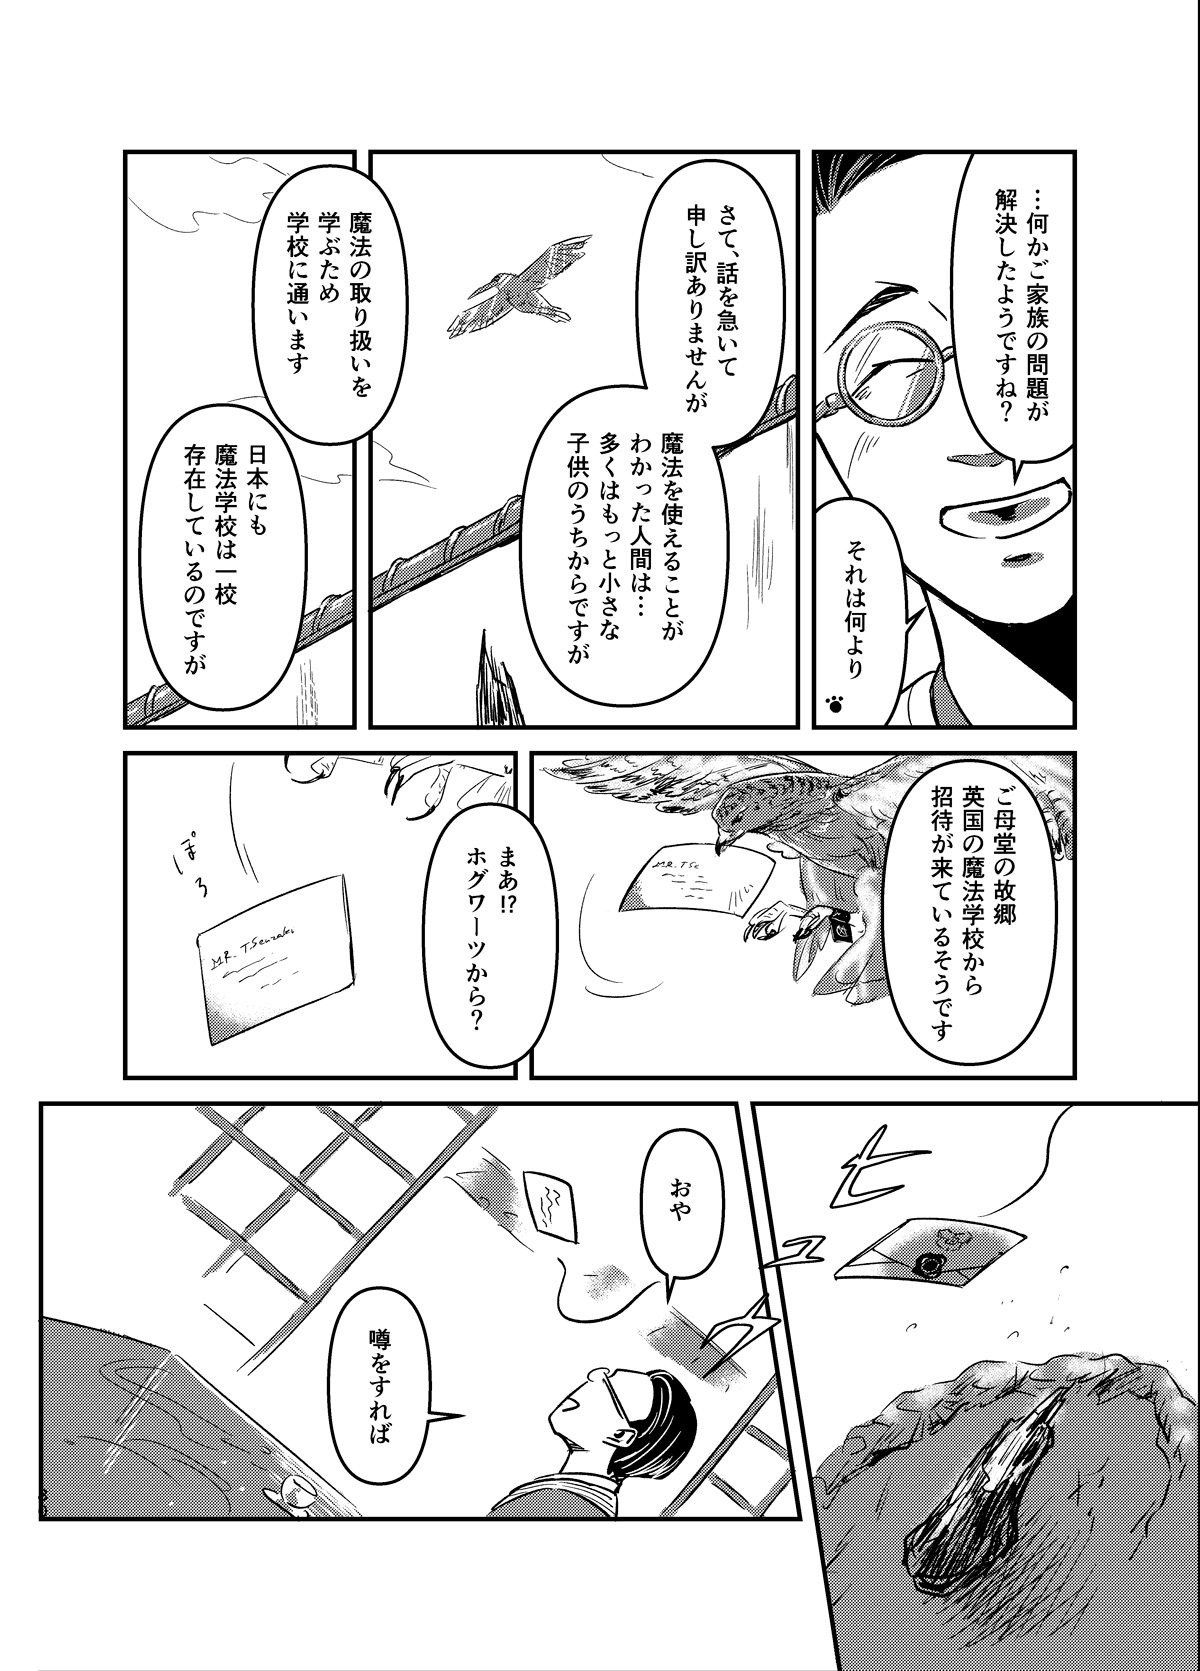 …何かご家族の問題が
解決したようですね？
それは何より
さて、話を急いて
申し訳ありませんが
魔法を使えることが
わかった人間は…
多くはもっと小さな
子供のうちからですが
魔法の取り扱いを
学ぶため
学校に通います
日本にも
魔法学校は一校
存在しているのですが
ご母堂の故郷
英国の魔法学校から
招待が来ているそうです
MR. T Se
まあ!?
ホグワーツから？
ぽろ
MR. T Senzaki
ヒュウ
おや
噂をすれば